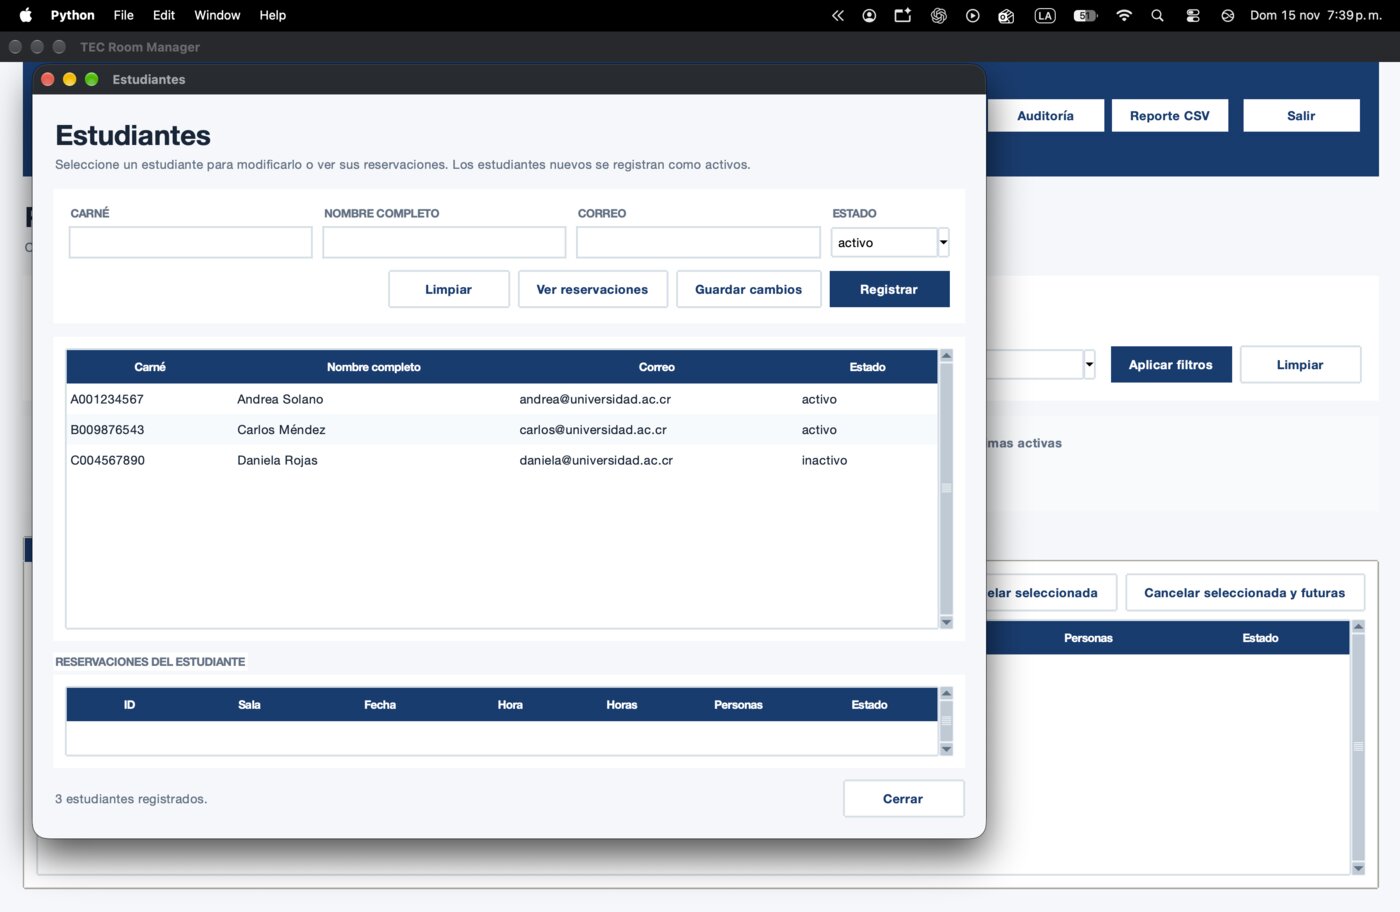 Python File Edit Window Help LA 51 Dom 15 nov 7:39 p. m.
TEC Room Manager
Estudiantes
Auditoría Reporte CSV Salir
Estudiantes
Seleccione un estudiante para modificarlo o ver sus reservaciones. Los estudiantes nuevos se registran como activos.
CARNÉ NOMBRE COMPLETO CORREO ESTADO
activo
Limpiar Ver reservaciones Guardar cambios Registrar
Aplicar filtros Limpiar
Carné Nombre completo Correo Estado
A001234567 Andrea Solano andrea@universidad.ac.cr activo
B009876543 Carlos Méndez carlos@universidad.ac.cr activo
mas activas
C004567890 Daniela Rojas daniela@universidad.ac.cr inactivo
elar seleccionada Cancelar seleccionada y futuras
Personas Estado
RESERVACIONES DEL ESTUDIANTE
ID Sala Fecha Hora Horas Personas Estado
3 estudiantes registrados. Cerrar